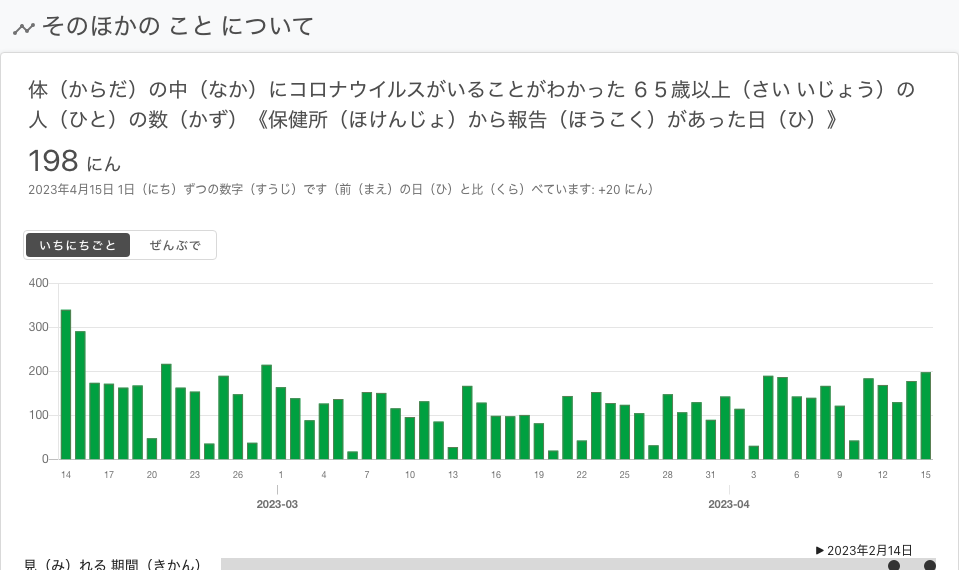 そのほかの こと について
体（からだ）の中（なか）にコロナウイルスがいることがわかった ６５歳以上（さい いじょう）の
人（ひと）の数（かず）《保健所（ほけんじょ）から報告（ほうこく）があった日（ひ）》
198 にん
2023年4月15日 1日（にち）ずつの数字（すうじ）です（前（まえ）の日（ひ）と比（くら）べています: +20 にん）
いちにちごと ぜんぶで
400
300
200
100
0
14 17 20 23 26 1 4 7 10 13 16 19 22 25 28 31 3 6 9 12 15
2023-03 2023-04
▶ 2023年2月14日
見（み）れる 期間（きかん）